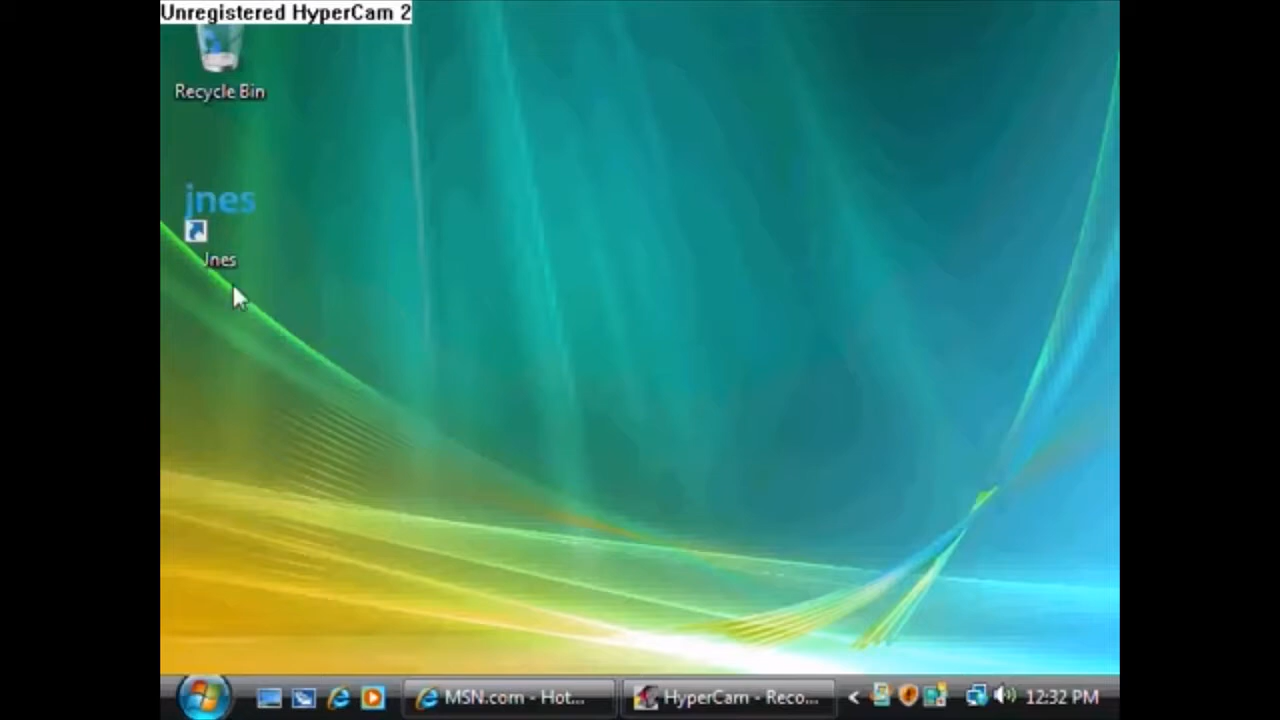 Unregistered HyperCam 2
Recycle Bin
jnes
Jnes
MSN.com - Hot...
HyperCam - Reco...
12:32 PM